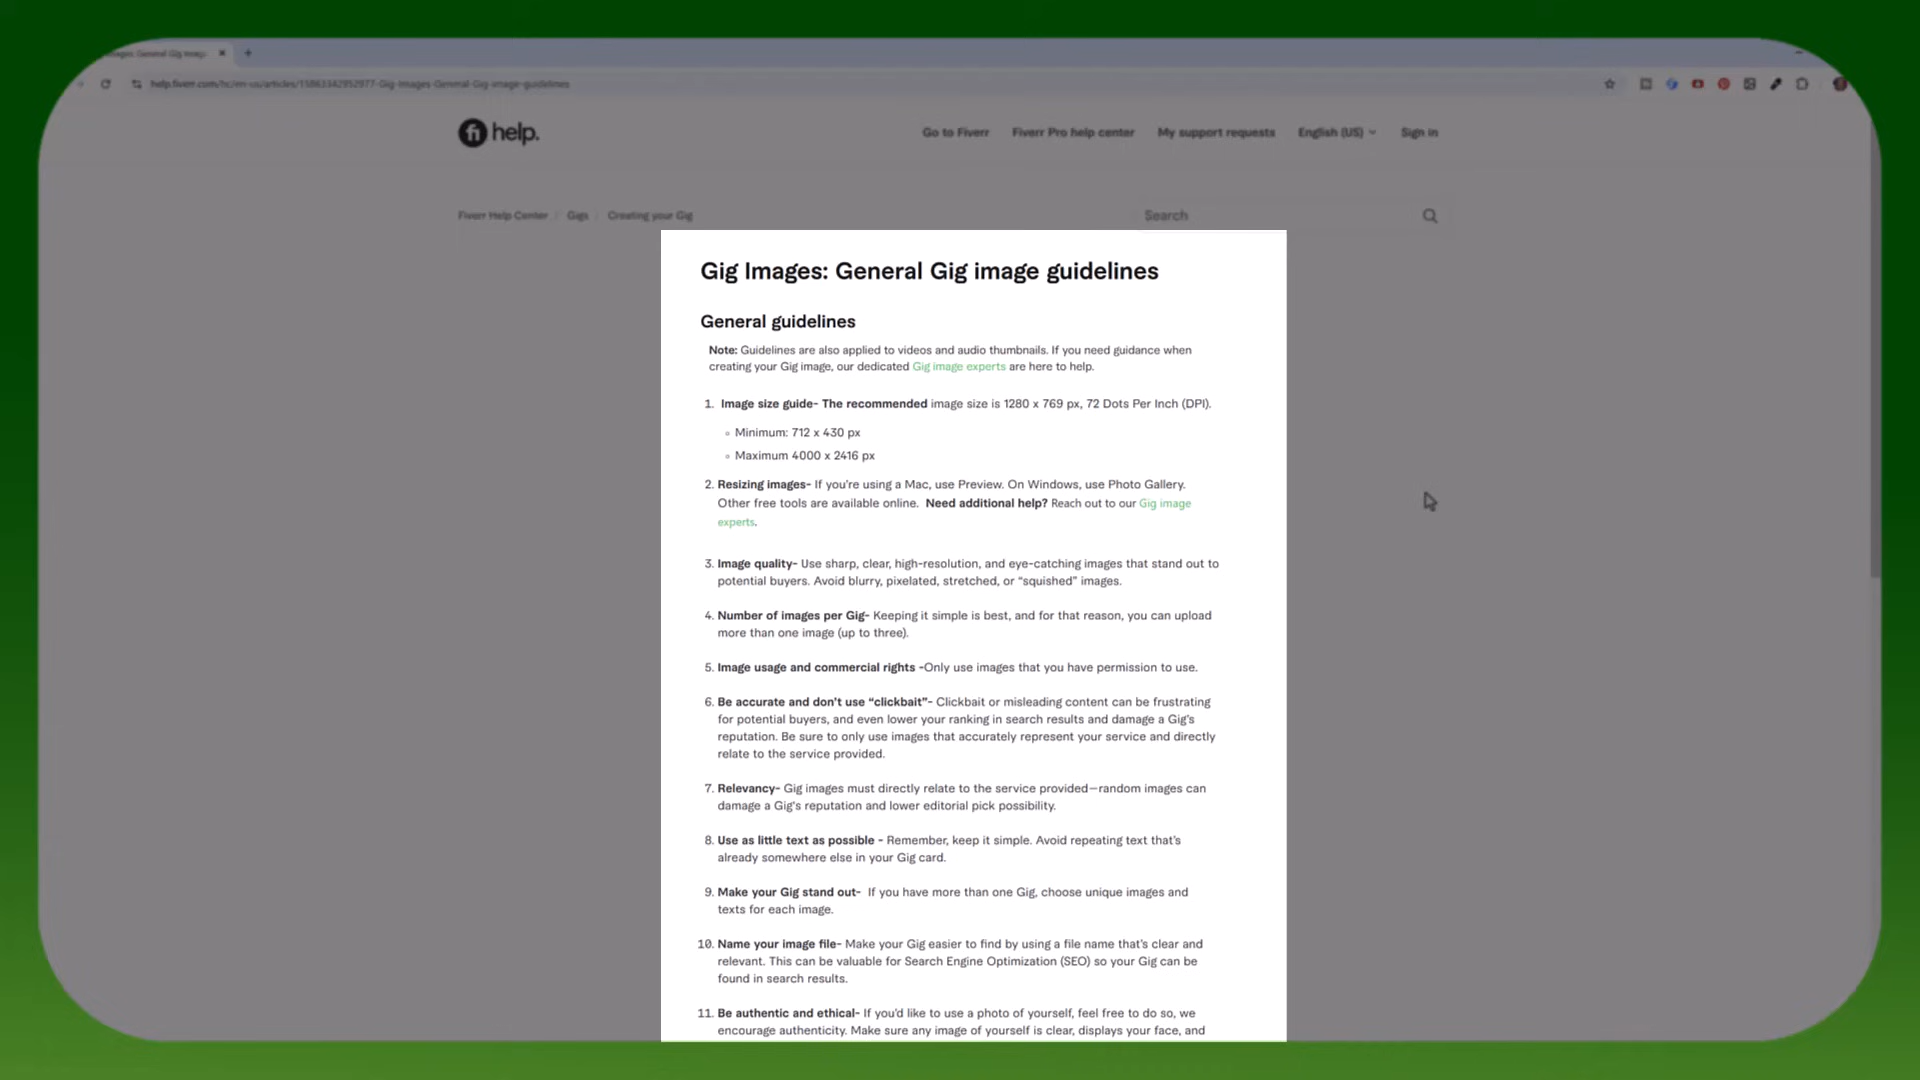 help.fiverr.com/hc/en-us/articles/15863342952977-Gig-Images-General-Gig-image-guidelines
fi help.
Go to Fiverr Fiverr Pro help center My support requests English (US) Sign in
Fiverr Help Center Gigs Creating your Gig
Search
Gig Images: General Gig image guidelines
General guidelines
Note: Guidelines are also applied to videos and audio thumbnails. If you need guidance when
creating your Gig image, our dedicated Gig image experts are here to help.
1. Image size guide- The recommended image size is 1280 x 769 px, 72 Dots Per Inch (DPI).
Minimum: 712 x 430 px
Maximum 4000 x 2416 px
2. Resizing images- If you're using a Mac, use Preview. On Windows, use Photo Gallery.
Other free tools are available online. Need additional help? Reach out to our Gig image
experts.
3. Image quality- Use sharp, clear, high-resolution, and eye-catching images that stand out to
potential buyers. Avoid blurry, pixelated, stretched, or “squished” images.
4. Number of images per Gig- Keeping it simple is best, and for that reason, you can upload
more than one image (up to three).
5. Image usage and commercial rights -Only use images that you have permission to use.
6. Be accurate and don't use “clickbait”- Clickbait or misleading content can be frustrating
for potential buyers, and even lower your ranking in search results and damage a Gig's
reputation. Be sure to only use images that accurately represent your service and directly
relate to the service provided.
7. Relevancy- Gig images must directly relate to the service provided—random images can
damage a Gig's reputation and lower editorial pick possibility.
8. Use as little text as possible - Remember, keep it simple. Avoid repeating text that's
already somewhere else in your Gig card.
9. Make your Gig stand out- If you have more than one Gig, choose unique images and
texts for each image.
10. Name your image file- Make your Gig easier to find by using a file name that's clear and
relevant. This can be valuable for Search Engine Optimization (SEO) so your Gig can be
found in search results.
11. Be authentic and ethical- If you'd like to use a photo of yourself, feel free to do so, we
encourage authenticity. Make sure any image of yourself is clear, displays your face, and